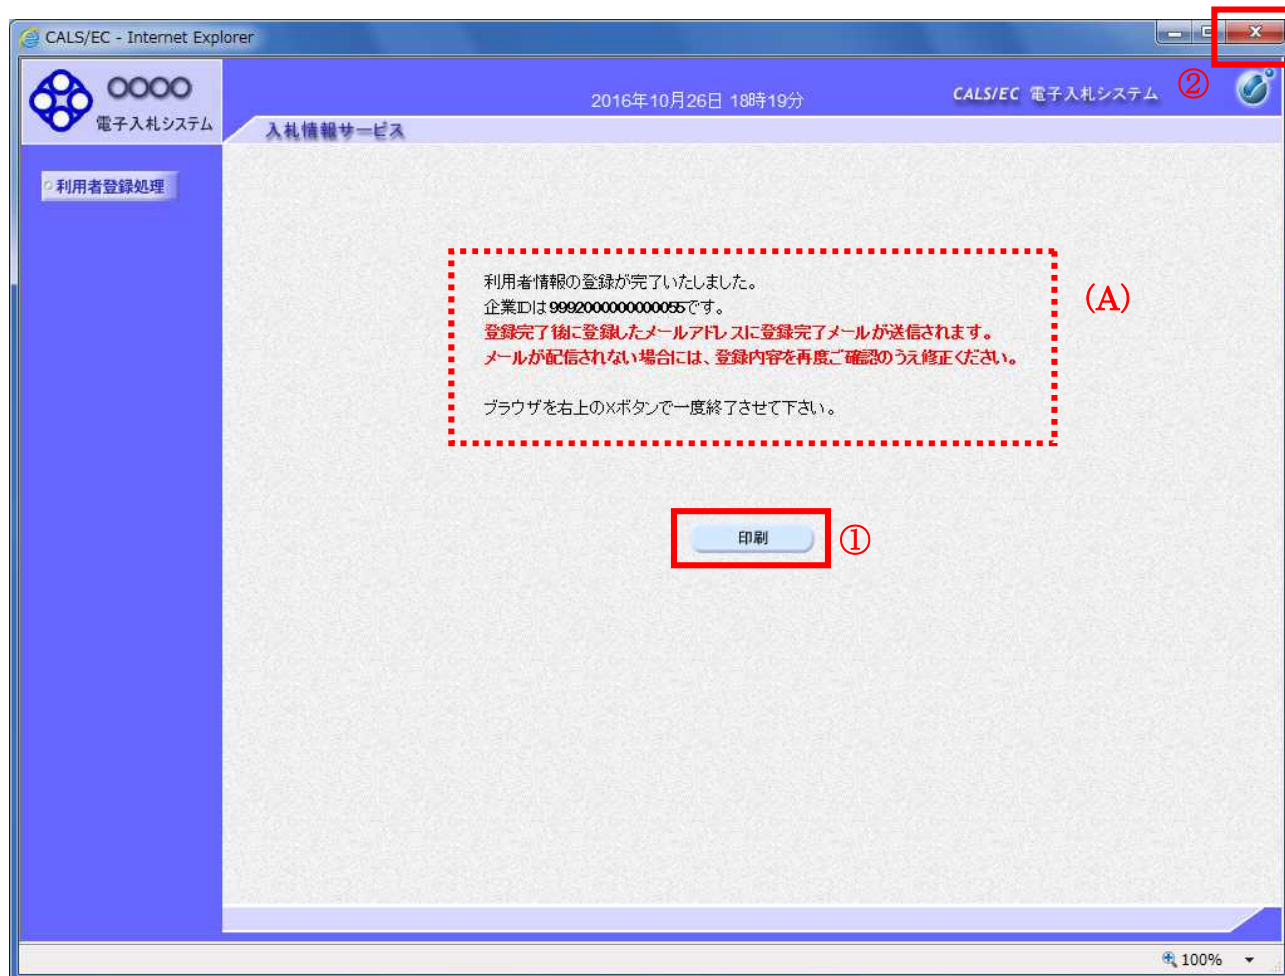 CALS/EC - Internet Explorer
②
○○○○
電子入札システム
2016年10月26日 18時19分
CALS/EC 電子入札システム
入札情報サービス
利用者登録処理
利用者情報の登録が完了いたしました。
企業IDは9992000000000055です。
登録完了後に登録したメールアドレスに登録完了メールが送信されます。
メールが配信されない場合には、登録内容を再度ご確認のうえ修正ください。
ブラウザを右上の×ボタンで一度終了させて下さい。
(A)
印刷
①
100%